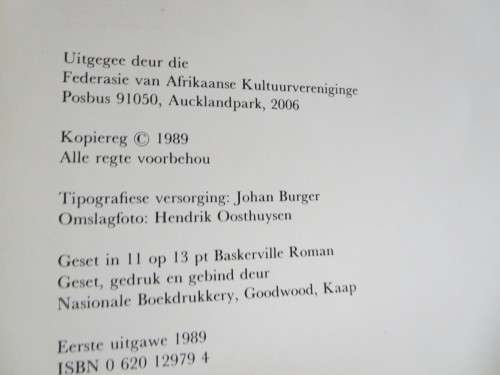 Uitgegee deur die
Federasie van Afrikaanse Kultuurvereniginge
Posbus 91050, Aucklandpark, 2006
Kopiereg © 1989
Alle regte voorbehou
Tipografiese versorging: Johan Burger
Omslagfoto: Hendrik Oosthuysen
Geset in 11 op 13 pt Baskerville Roman
Geset, gedruk en gebind deur
Nasionale Boekdrukkery, Goodwood, Kaap
Eerste uitgawe 1989
ISBN 0 620 12979 4